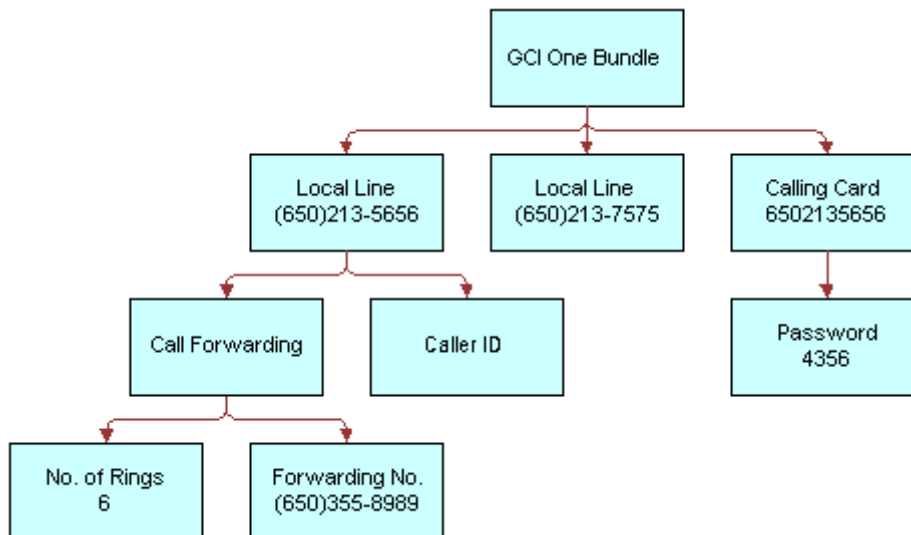 GCI One Bundle
Local Line
(650)213-5656
Local Line
(650)213-7575
Calling Card
6502135656
Call Forwarding
Caller ID
Password
4356
No. of Rings
6
Forwarding No.
(650)355-8989